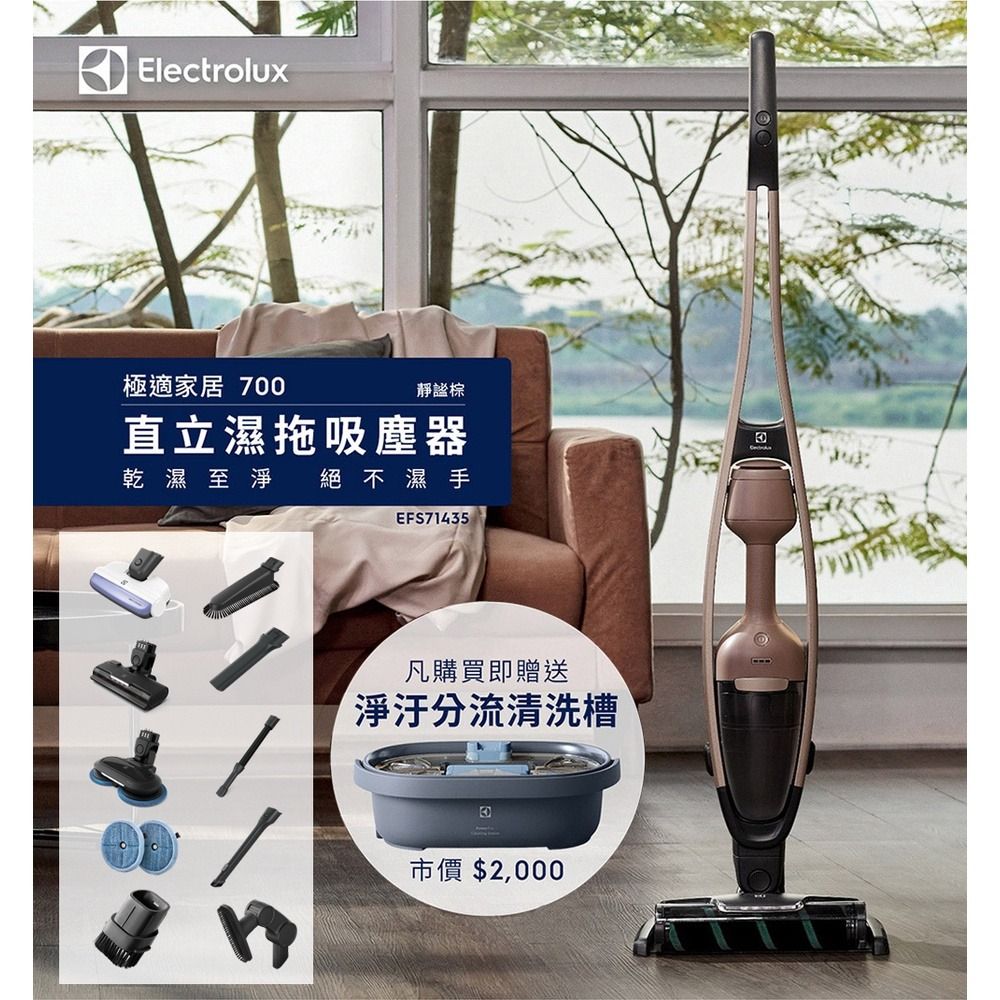 Electrolux
極適家居 700
靜謐棕
直立濕拖吸塵器
乾濕至淨 絕不濕手
EFS71435
凡購買即贈送
淨汙分流清洗槽
市價 $2,000
Electrolux